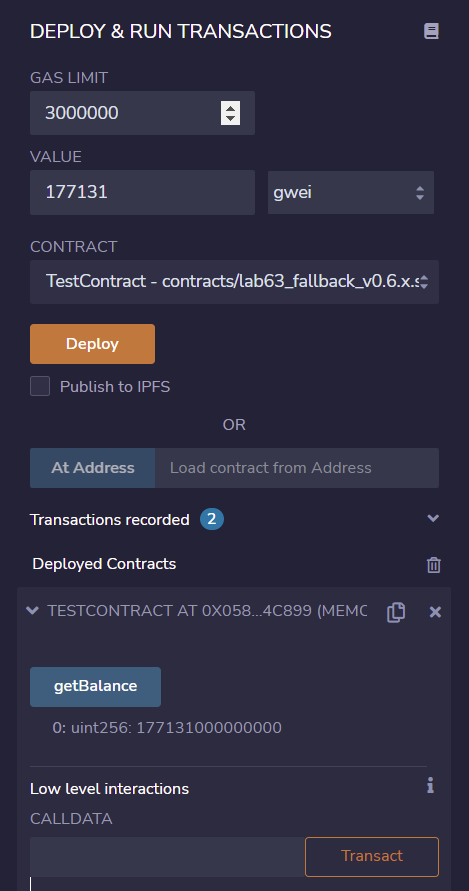 DEPLOY & RUN TRANSACTIONS
GAS LIMIT
3000000
VALUE
177131 gwei
CONTRACT
TestContract - contracts/lab63_fallback_v0.6.x.s
Deploy
Publish to IPFS
OR
At Address Load contract from Address
Transactions recorded 2
Deployed Contracts
TESTCONTRACT AT 0X058...4C899 (MEMO
getBalance
0: uint256: 177131000000000
Low level interactions
CALLDATA
Transact